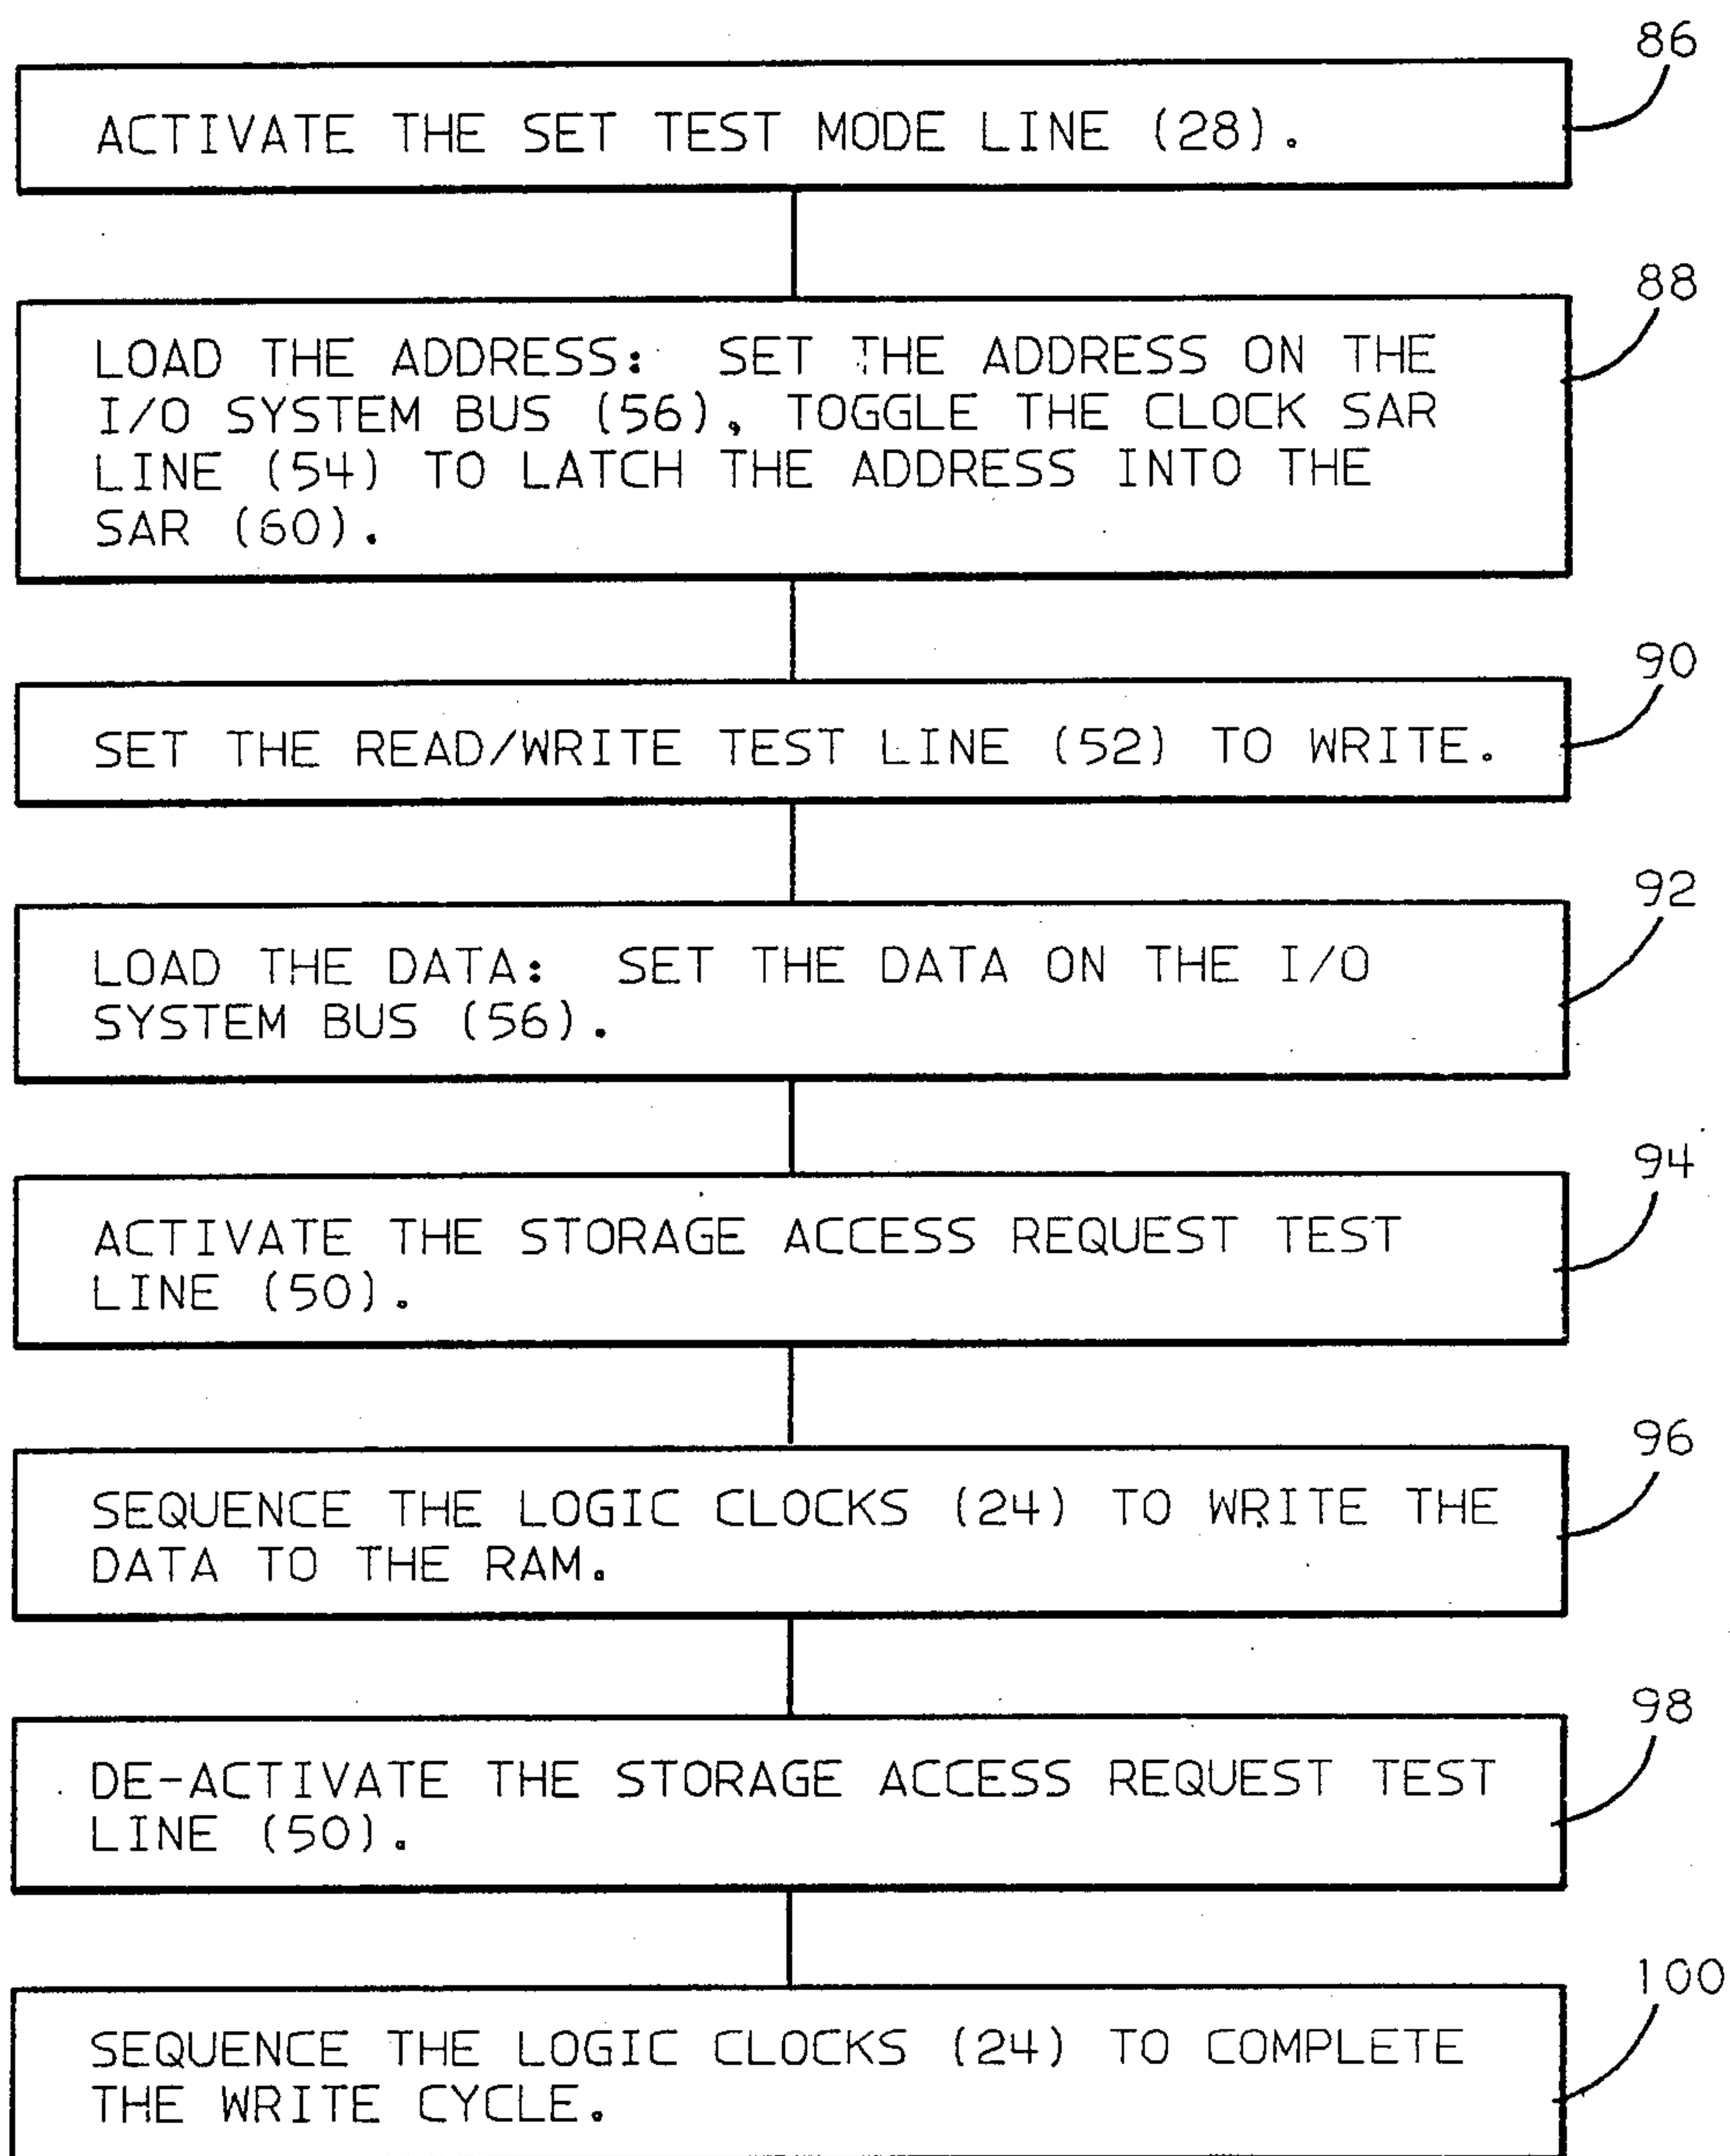 86
ACTIVATE THE SET TEST MODE LINE (28).
88
LOAD THE ADDRESS: SET THE ADDRESS ON THE
I/O SYSTEM BUS (56), TOGGLE THE CLOCK SAR
LINE (54) TO LATCH THE ADDRESS INTO THE
SAR (60).
90
SET THE READ/WRITE TEST LINE (52) TO WRITE.
92
LOAD THE DATA: SET THE DATA ON THE I/O
SYSTEM BUS (56).
94
ACTIVATE THE STORAGE ACCESS REQUEST TEST
LINE (50).
96
SEQUENCE THE LOGIC CLOCKS (24) TO WRITE THE
DATA TO THE RAM.
98
DE-ACTIVATE THE STORAGE ACCESS REQUEST TEST
LINE (50).
100
SEQUENCE THE LOGIC CLOCKS (24) TO COMPLETE
THE WRITE CYCLE.